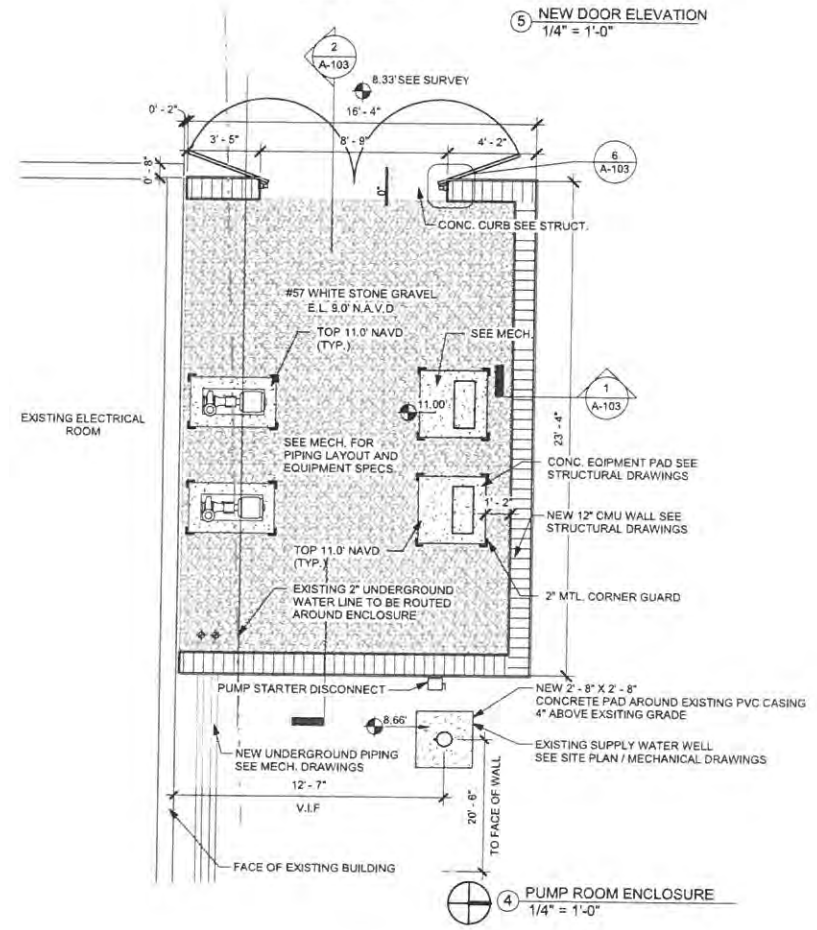 5 NEW DOOR ELEVATION
1/4" = 1'-0"
2
A-103
8.33' SEE SURVEY
0' - 2"
16' - 4"
3' - 5"
8' - 9"
4' - 2"
0' - 8"
6
A-103
0"
CONC. CURB SEE STRUCT.
#57 WHITE STONE GRAVEL
E.L. 9.0' N.A.V.D
TOP 11.0' NAVD
(TYP.)
SEE MECH.
1
A-103
11.00'
EXISTING ELECTRICAL
ROOM
23' - 4"
SEE MECH. FOR
PIPING LAYOUT AND
EQUIPMENT SPECS.
CONC. EQIPMENT PAD SEE
STRUCTURAL DRAWINGS
1' - 2"
NEW 12" CMU WALL SEE
STRUCTURAL DRAWINGS
TOP 11.0' NAVD
(TYP.)
EXISTING 2" UNDERGROUND
WATER LINE TO BE ROUTED
AROUND ENCLOSURE
2" MTL. CORNER GUARD
PUMP STARTER DISCONNECT
NEW 2' - 8" X 2' - 8"
CONCRETE PAD AROUND EXISTING PVC CASING
4" ABOVE EXSITING GRADE
8.66'
NEW UNDERGROUND PIPING
SEE MECH. DRAWINGS
EXISTING SUPPLY WATER WELL
SEE SITE PLAN / MECHANICAL DRAWINGS
12' - 7"
V.I.F
20' - 6"
TO FACE OF WALL
FACE OF EXISTING BUILDING
4 PUMP ROOM ENCLOSURE
1/4" = 1'-0"